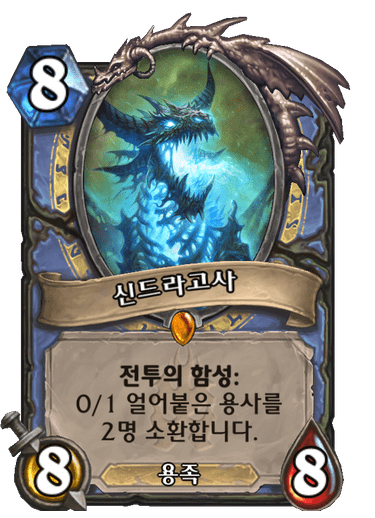 8
신드라고사
전투의 함성:
0/1 얼어붙은 용사를
2명 소환합니다.
8
용족
8